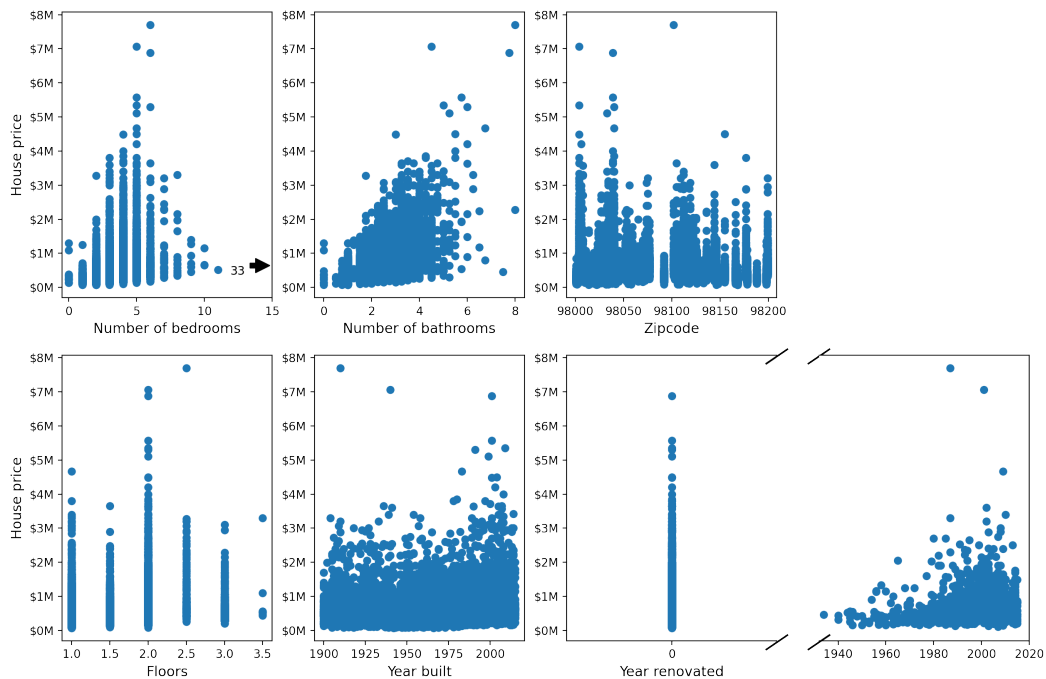 $8M
$7M
$6M
$5M
$4M
$3M
$2M
$1M
$0M
House price
33
0 5 10 15
Number of bedrooms
$8M
$7M
$6M
$5M
$4M
$3M
$2M
$1M
$0M
0 2 4 6 8
Number of bathrooms
$8M
$7M
$6M
$5M
$4M
$3M
$2M
$1M
$0M
98000 98050 98100 98150 98200
Zipcode
$8M
$7M
$6M
$5M
$4M
$3M
$2M
$1M
$0M
House price
1.0 1.5 2.0 2.5 3.0 3.5
Floors
$8M
$7M
$6M
$5M
$4M
$3M
$2M
$1M
$0M
1900 1925 1950 1975 2000
Year built
$8M
$7M
$6M
$5M
$4M
$3M
$2M
$1M
$0M
0 1940 1960 1980 2000 2020
Year renovated